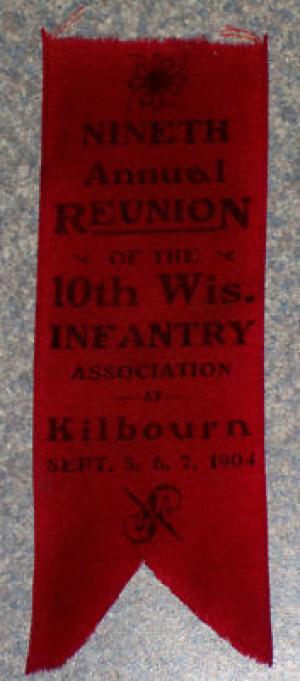 NINETH
Annual
REUNION
OF THE
10th Wis.
INFANTRY
ASSOCIATION
AT
Kilbourn
SEPT. 5, 6, 7, 1904